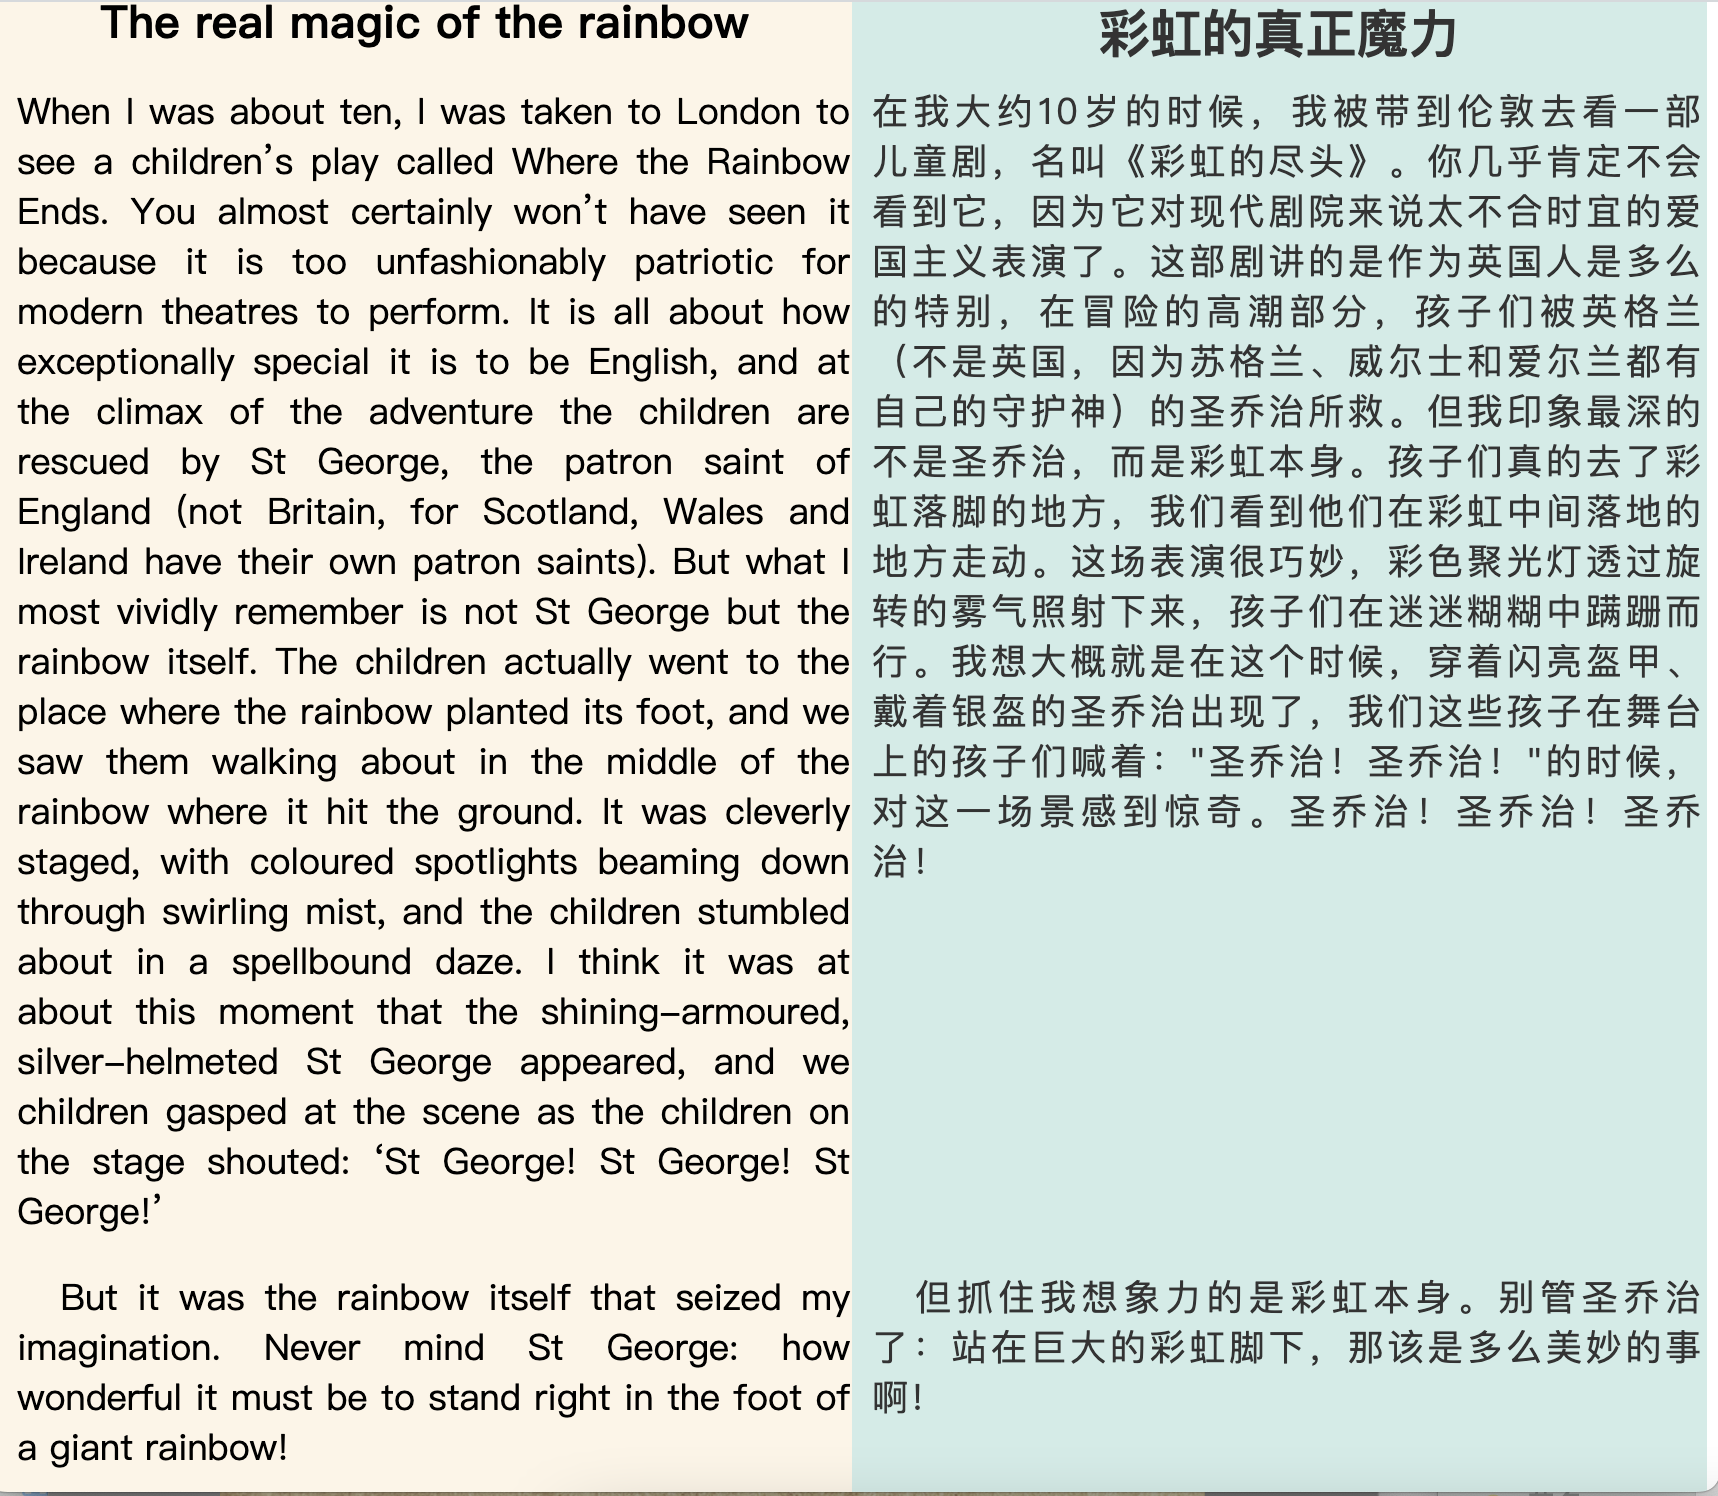 The real magic of the rainbow
When I was about ten, I was taken to London to
see a children’s play called Where the Rainbow
Ends. You almost certainly won’t have seen it
because it is too unfashionably patriotic for
modern theatres to perform. It is all about how
exceptionally special it is to be English, and at
the climax of the adventure the children are
rescued by St George, the patron saint of
England (not Britain, for Scotland, Wales and
Ireland have their own patron saints). But what I
most vividly remember is not St George but the
rainbow itself. The children actually went to the
place where the rainbow planted its foot, and we
saw them walking about in the middle of the
rainbow where it hit the ground. It was cleverly
staged, with coloured spotlights beaming down
through swirling mist, and the children stumbled
about in a spellbound daze. I think it was at
about this moment that the shining-armoured,
silver-helmeted St George appeared, and we
children gasped at the scene as the children on
the stage shouted: ‘St George! St George! St
George!’
But it was the rainbow itself that seized my
imagination. Never mind St George: how
wonderful it must be to stand right in the foot of
a giant rainbow!
彩虹的真正魔力
在我大约10岁的时候，我被带到伦敦去看一部
儿童剧，名叫《彩虹的尽头》。你几乎肯定不会
看到它，因为它对现代剧院来说太不合时宜的爱
国主义表演了。这部剧讲的是作为英国人是多么
的特别，在冒险的高潮部分，孩子们被英格兰
（不是英国，因为苏格兰、威尔士和爱尔兰都有
自己的守护神）的圣乔治所救。但我印象最深的
不是圣乔治，而是彩虹本身。孩子们真的去了彩
虹落脚的地方，我们看到他们在彩虹中间落地的
地方走动。这场表演很巧妙，彩色聚光灯透过旋
转的雾气照射下来，孩子们在迷迷糊糊中蹒跚而
行。我想大概就是在这个时候，穿着闪亮盔甲、
戴着银盔的圣乔治出现了，我们这些孩子在舞台
上的孩子们喊着："圣乔治！圣乔治！"的时候，
对这一场景感到惊奇。圣乔治！圣乔治！圣乔
治！
但抓住我想象力的是彩虹本身。别管圣乔治
了：站在巨大的彩虹脚下，那该是多么美妙的事
啊！